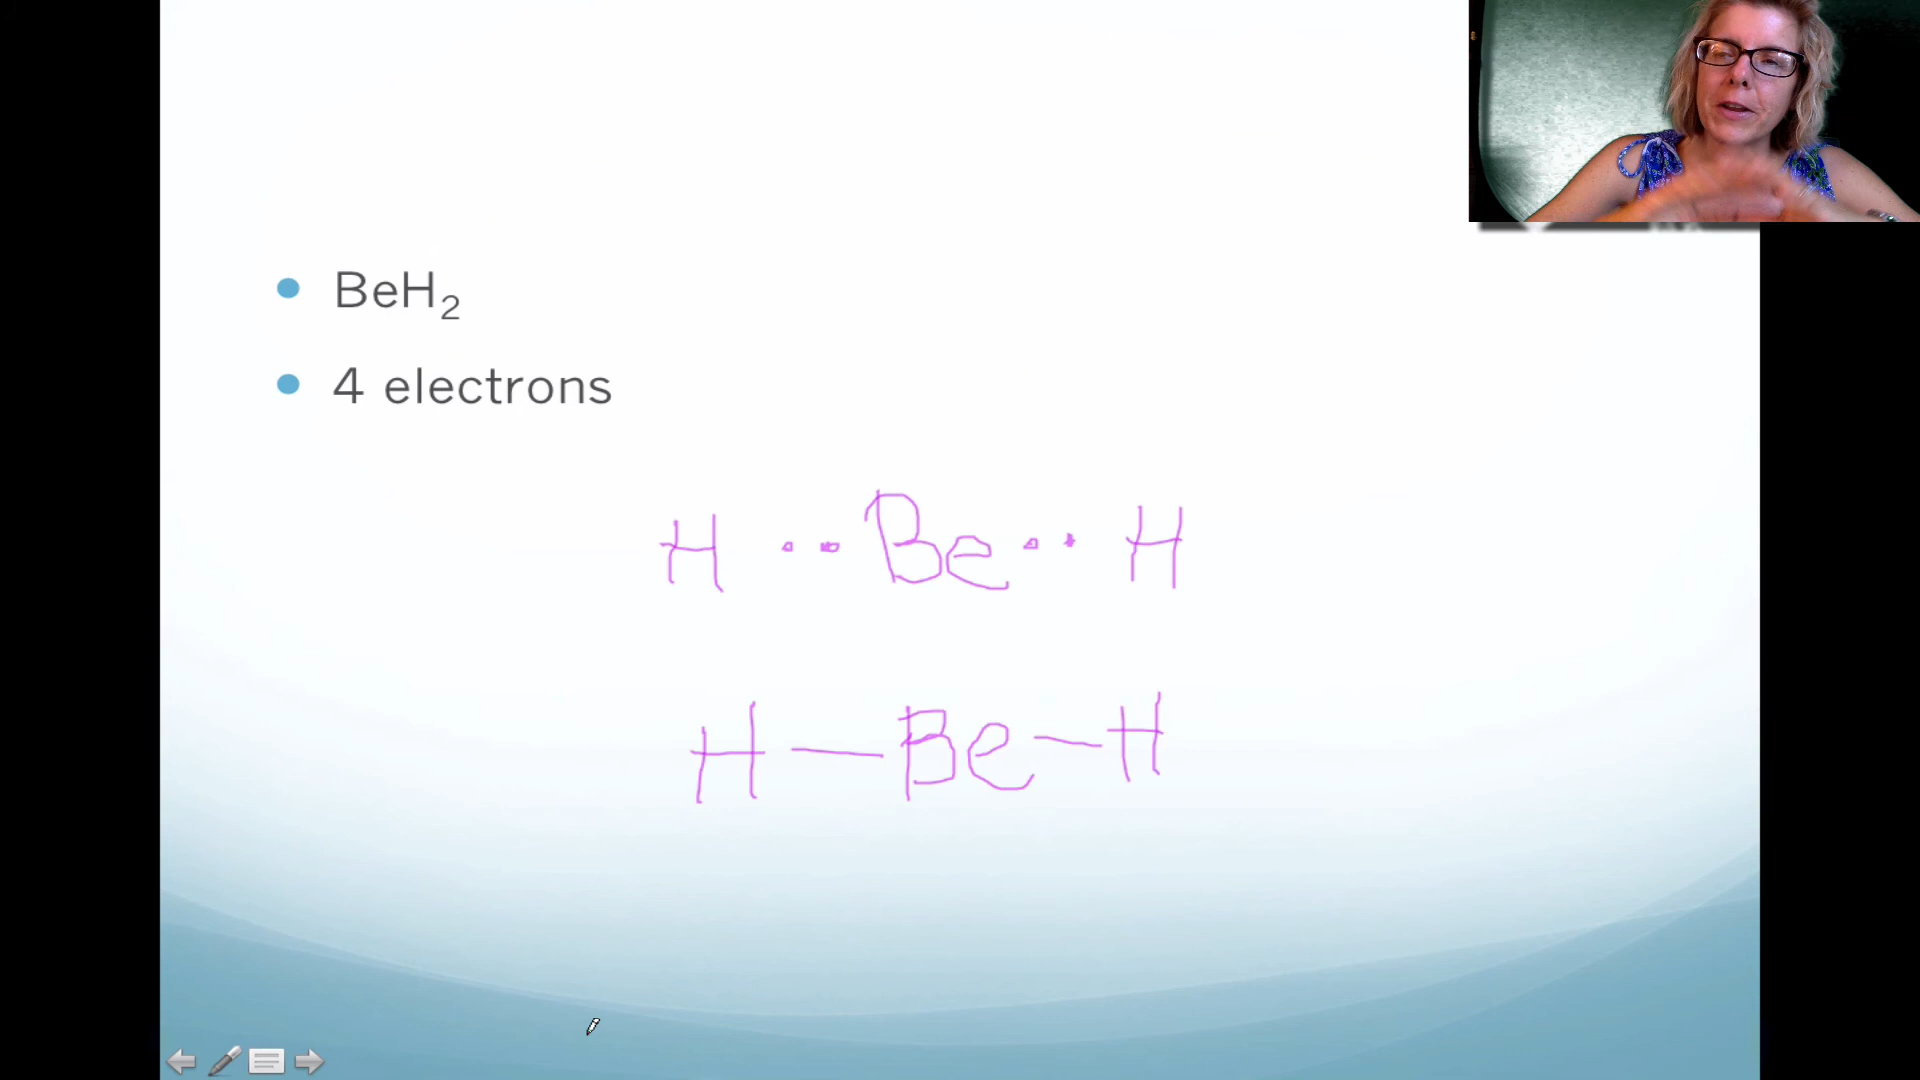 BeH₂
4 electrons
H ·· Be ·· H
H — Be — H